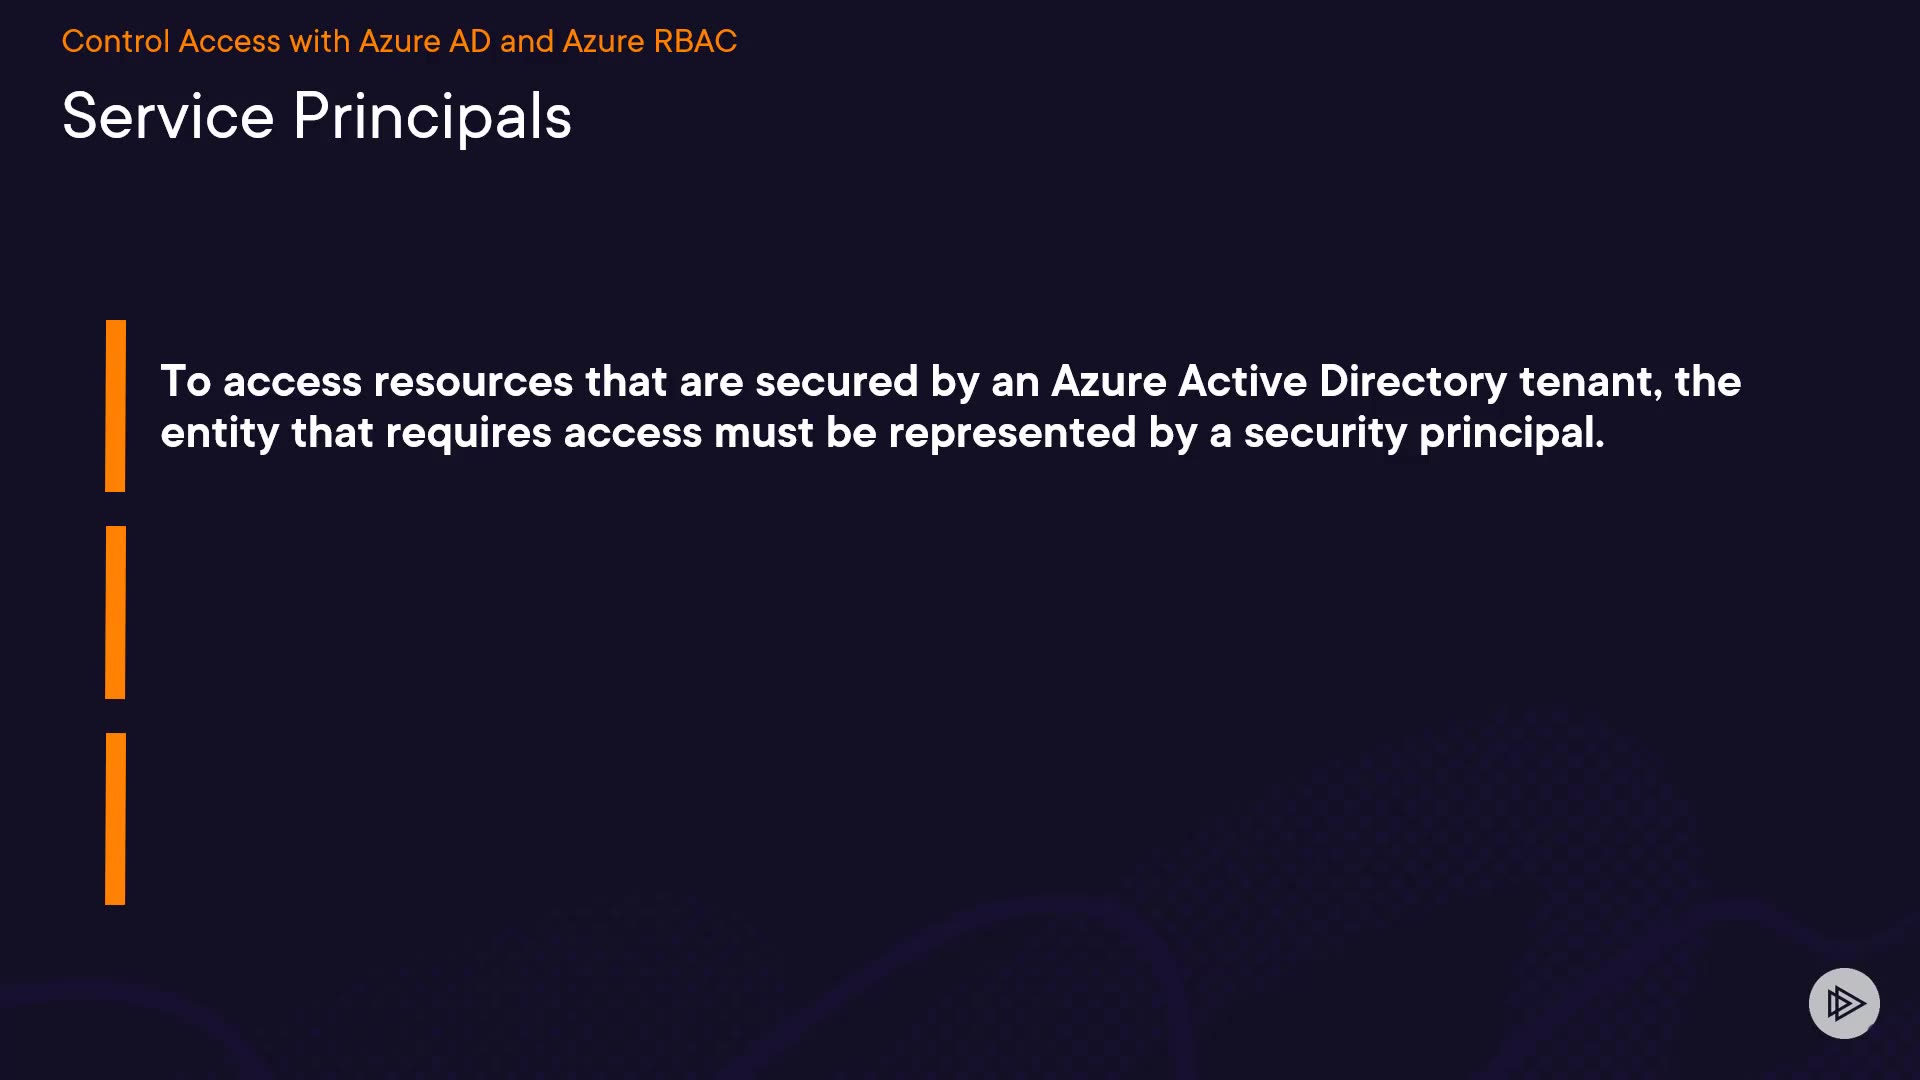 Control Access with Azure AD and Azure RBAC
Service Principals
To access resources that are secured by an Azure Active Directory tenant, the
entity that requires access must be represented by a security principal.